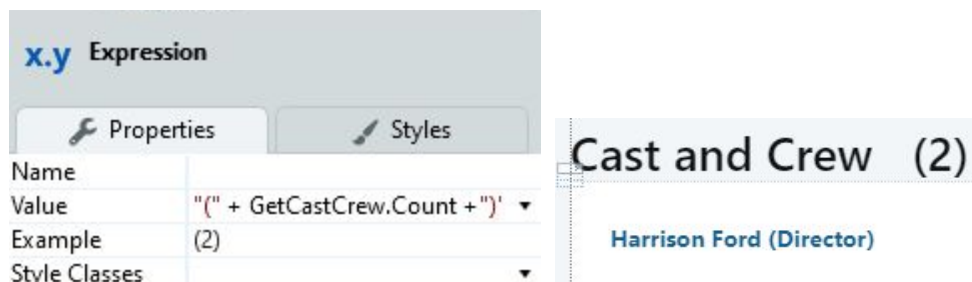 x.y Expression
Properties
Styles
Name
Value "(" + GetCastCrew.Count +")'
Example (2)
Style Classes
Cast and Crew (2)
Harrison Ford (Director)